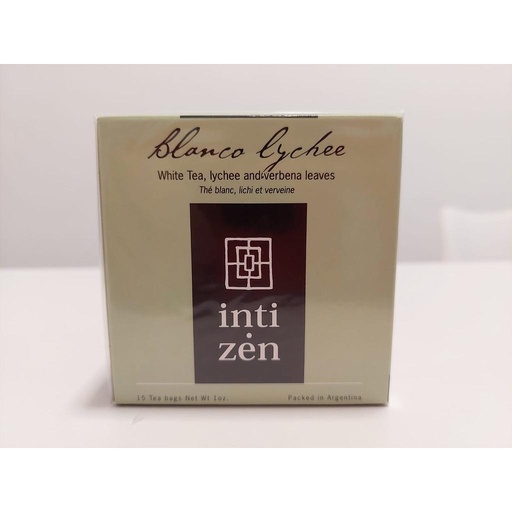 blanco lychee
White Tea, lychee and verbena leaves
Thé blanc, lichi et verveine
inti
zėn
15 Tea bags Net Wt 1oz.
Packed in Argentina